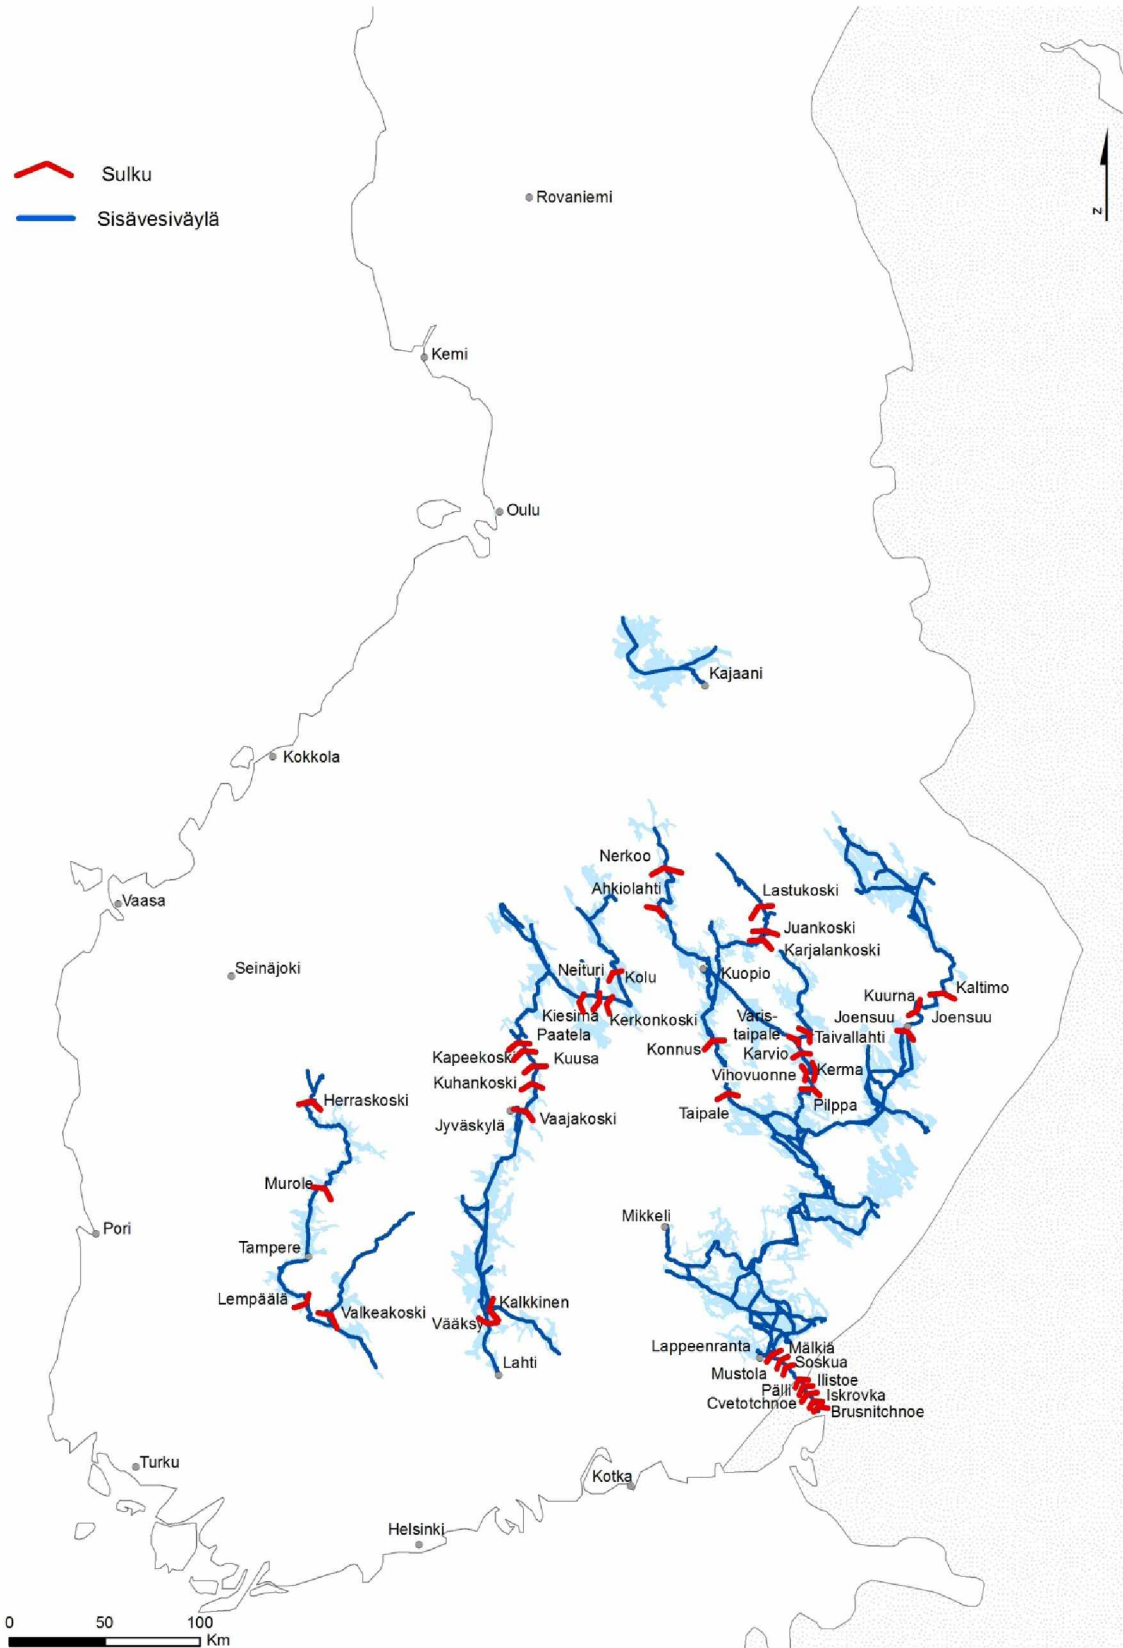 Sulku
Sisävesiväylä
Rovaniemi
N
Kemi
Oulu
Kajaani
Kokkola
Nerkoo
Ahkiolahti
Lastukoski
Vaasa
Juankoski
Karjalankoski
Seinäjoki
Neituri
Kolu
Kuopio
Kaltimo
Kuurna
Kiesimä
Kerkonkoski
Varis-
taipale
Joensuu
Joensuu
Paatela
Taivallahti
Kapeekoski
Kuusa
Konnus
Karvio
Kuhankoski
Vihovuonne
Kerma
Herraskoski
Jyväskylä
Vaajakoski
Taipale
Pilppa
Murole
Pori
Mikkeli
Tampere
Lempäälä
Valkeakoski
Kalkkinen
Vääksy
Lahti
Lappeenranta
Mälkiä
Mustola
Soskua
Pälli
Ilistoe
Cvetotchnoe
Iskrovka
Brusnitchnoe
Turku
Kotka
Helsinki
0 50 100
Km